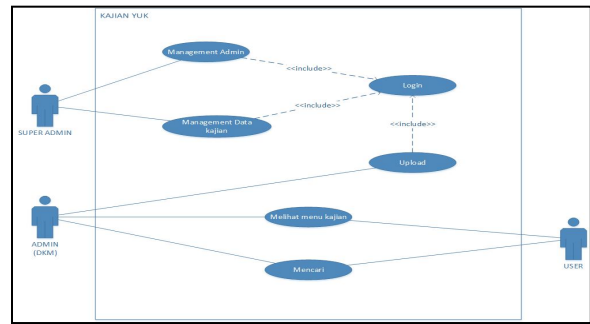 KAJIAN YUK
Management Admin
<<include>>
Login
<<include>>
Management Data
kajian
SUPER ADMIN
<<include>>
Upload
Melihat menu kajian
ADMIN
(DKM)
USER
Mencari